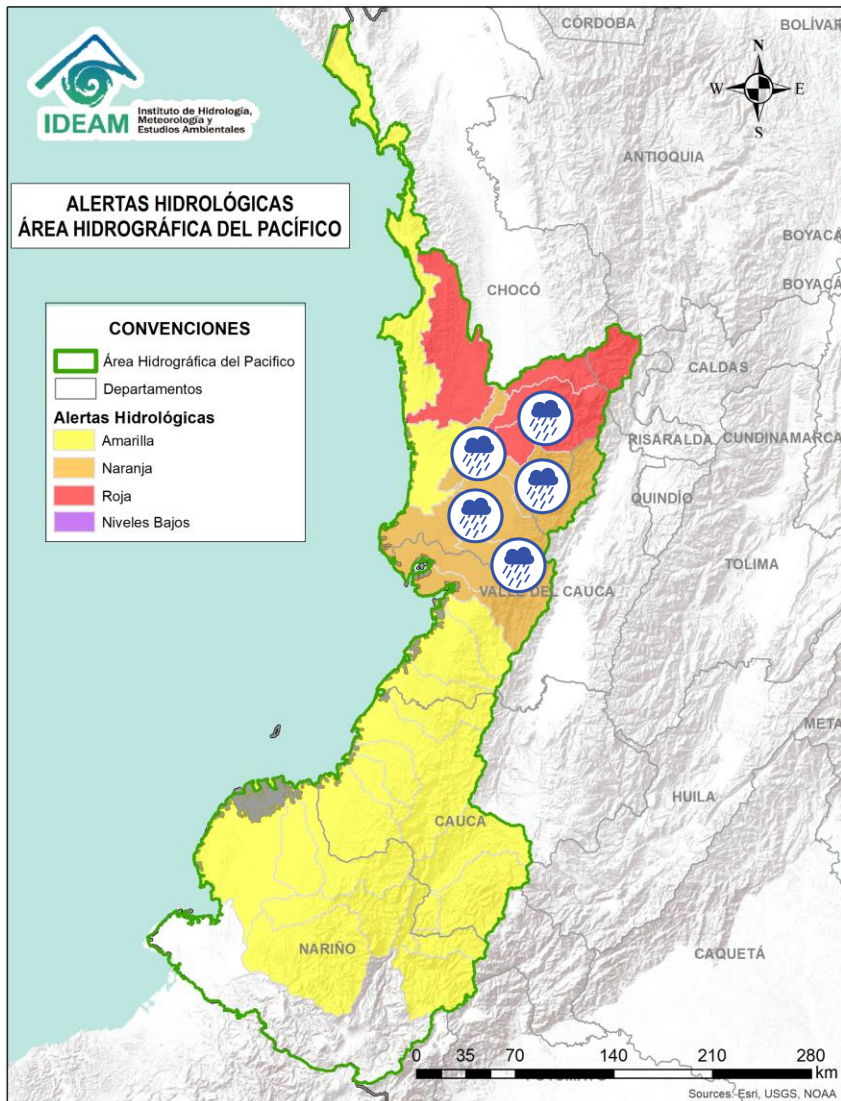 CÓRDOBA
BOLÍVAR
N
W
E
S
IDEAM
Instituto de Hidrología,
Meteorología y
Estudios Ambientales
ANTIOQUIA
ALERTAS HIDROLÓGICAS
ÁREA HIDROGRÁFICA DEL PACÍFICO
BOYACÁ
BOYACÁ
CHOCÓ
CONVENCIONES
Área Hidrográfica del Pacifico
Departamentos
Alertas Hidrológicas
Amarilla
Naranja
Roja
Niveles Bajos
CALDAS
RISARALDA
CUNDINAMARCA
QUINDÍO
TOLIMA
VALLE DEL CAUCA
META
HUILA
CAUCA
NARIÑO
CAQUETÁ
0 35 70 140 210 280
km
Sources: Esri, USGS, NOAA